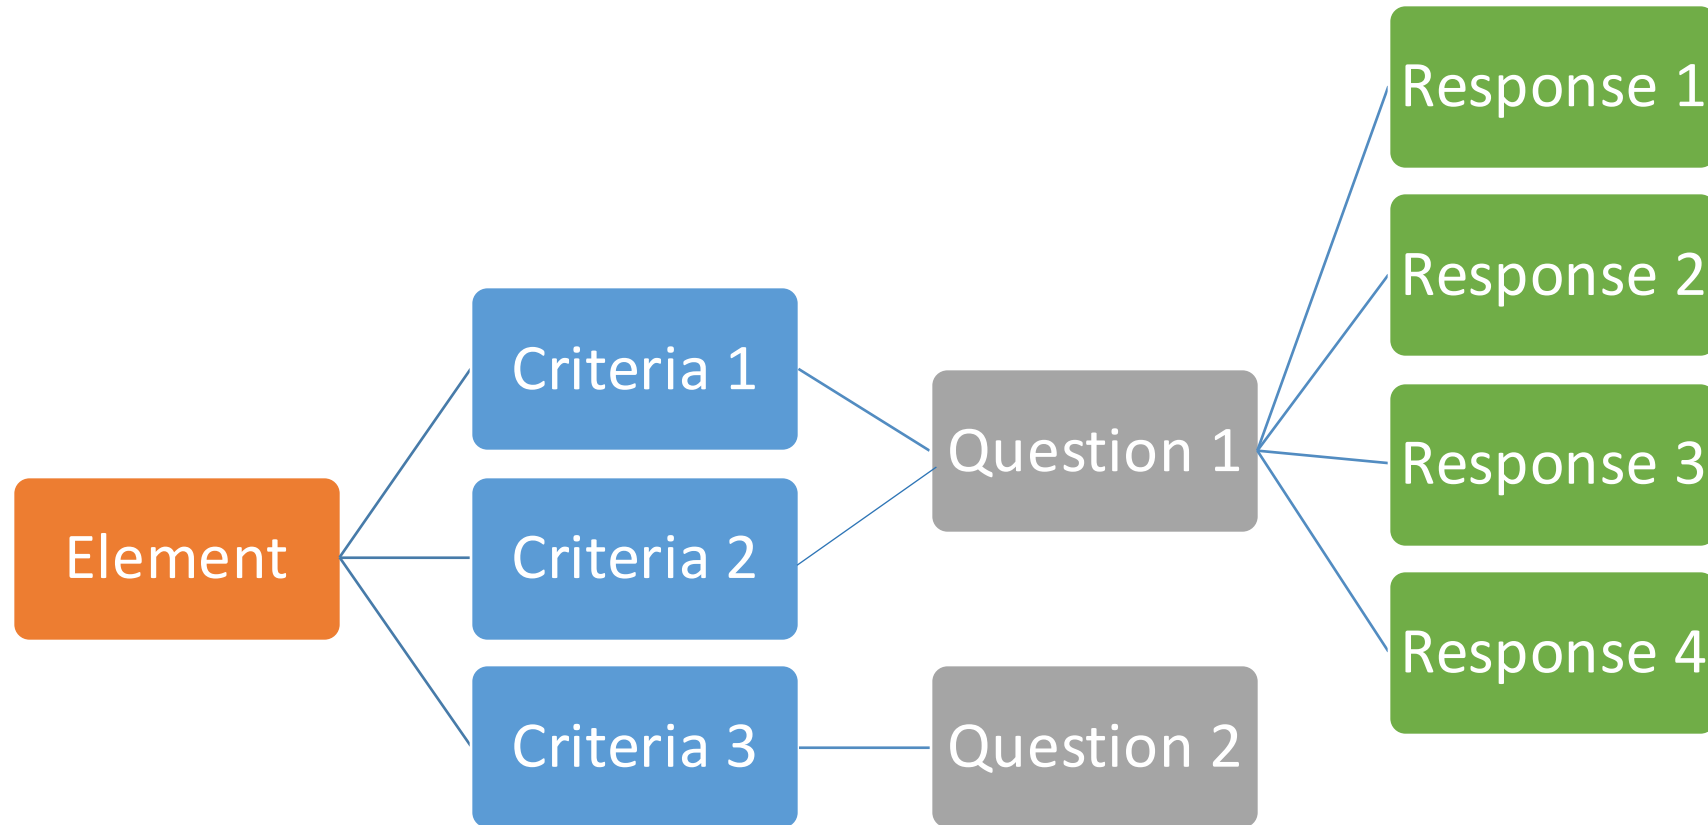 Element
Criteria 1
Criteria 2
Criteria 3
Question 1
Question 2
Response 1
Response 2
Response 3
Response 4